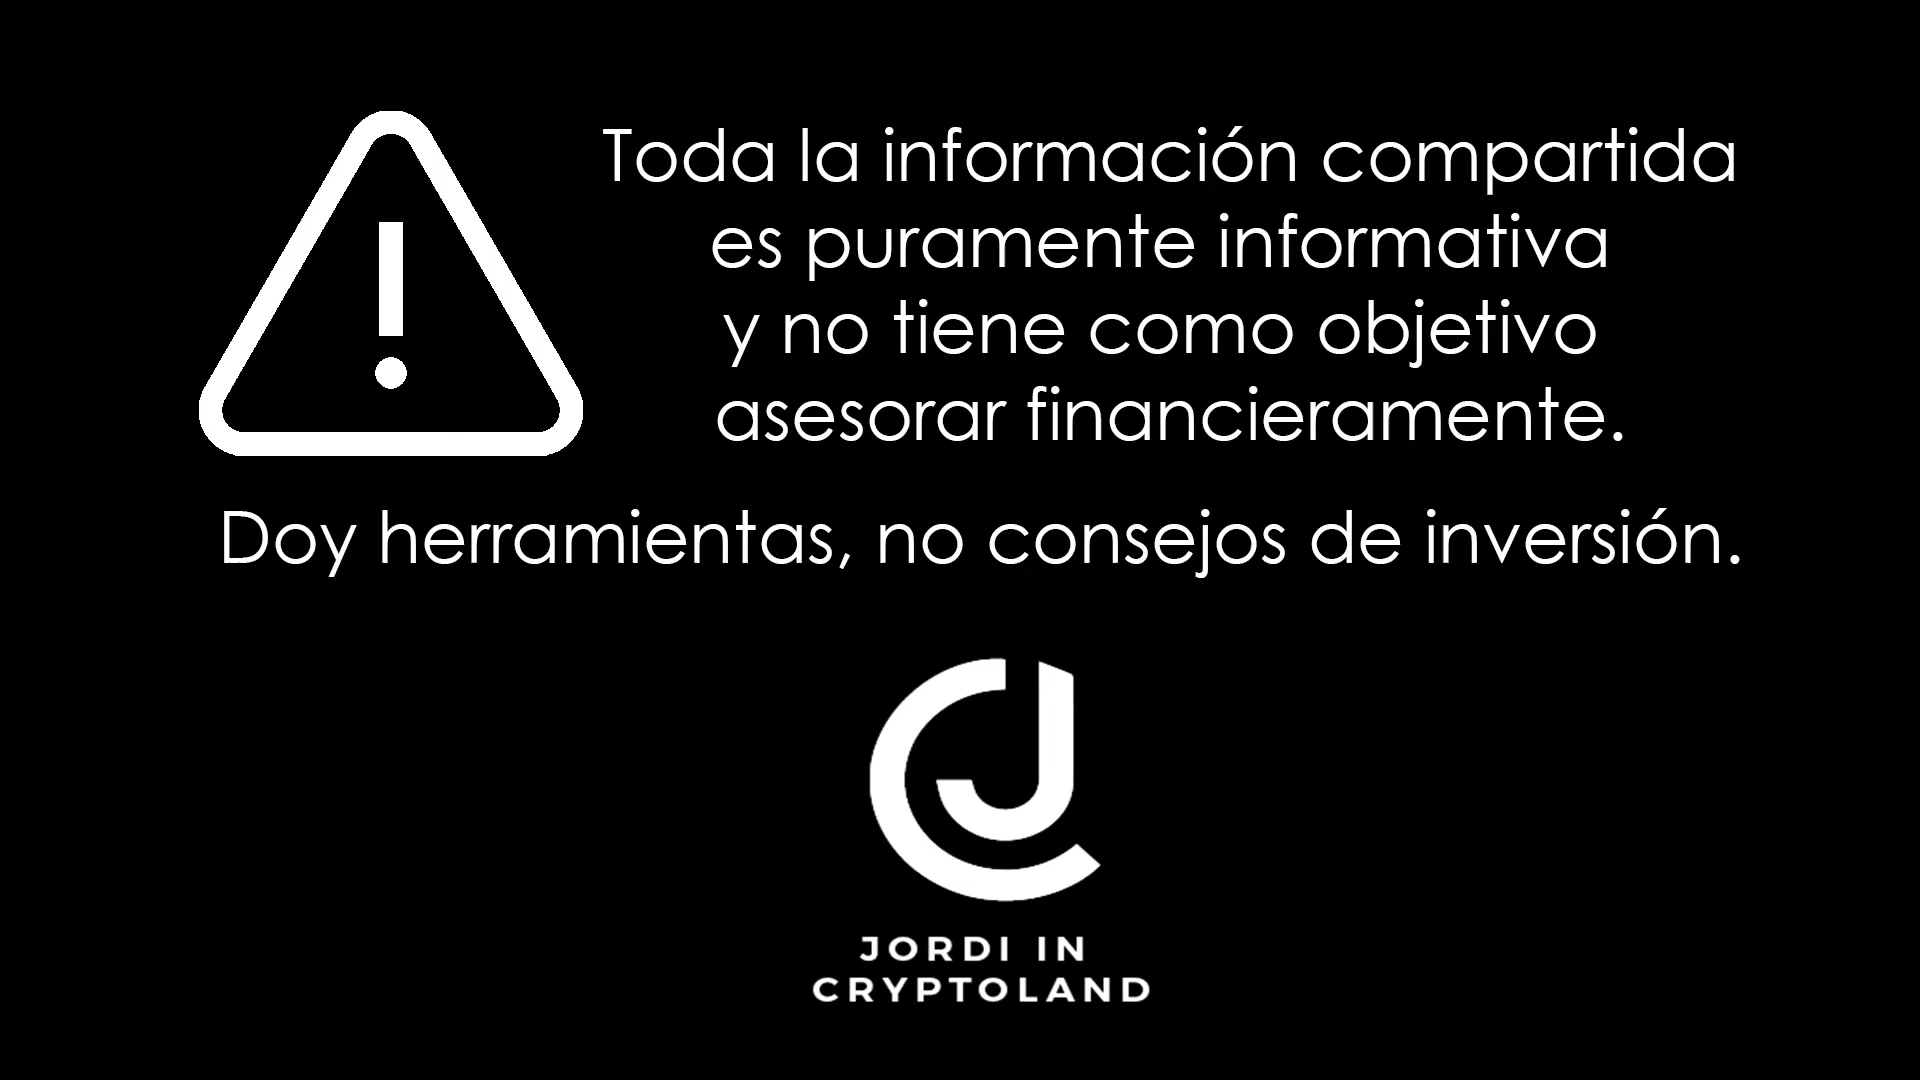 Toda la información compartida
es puramente informativa
y no tiene como objetivo
asesorar financieramente.
Doy herramientas, no consejos de inversión.
JORDI IN
CRYPTOLAND